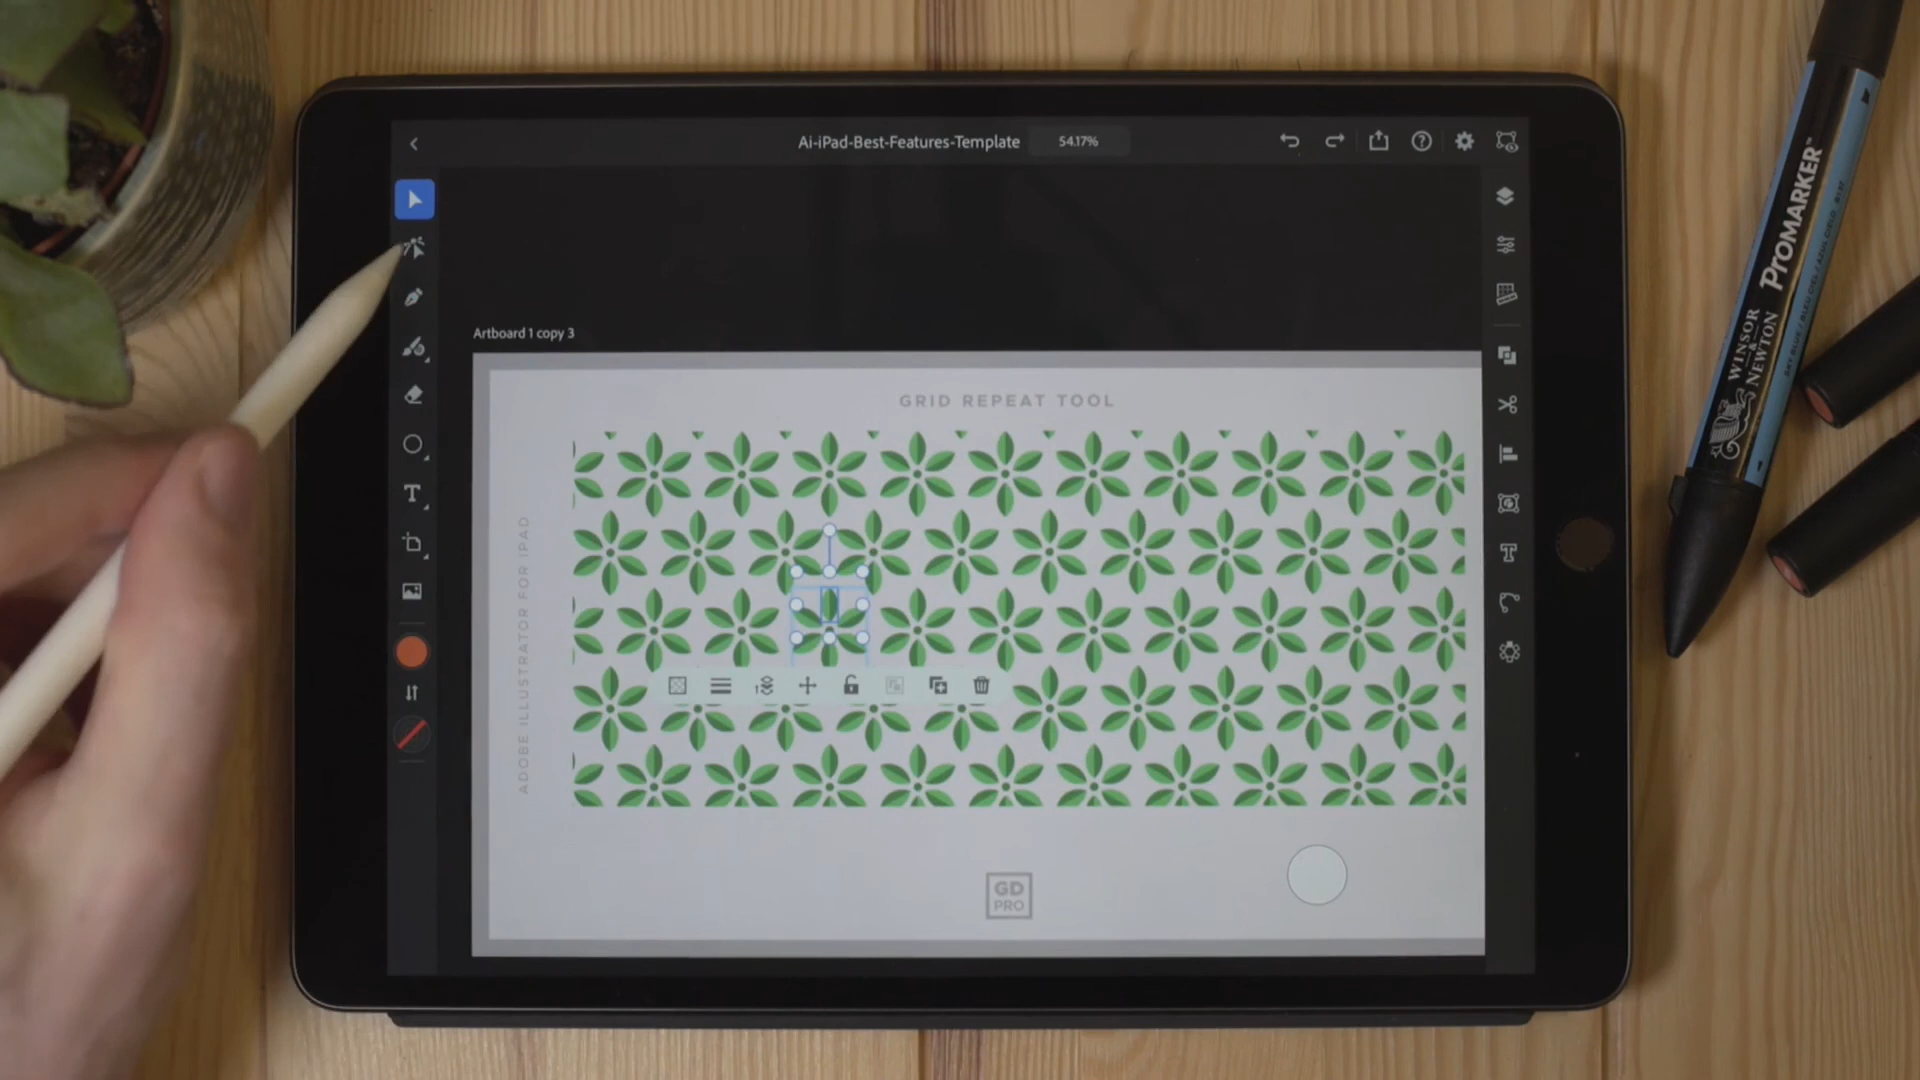 Ai-iPad-Best-Features-Template
54.17%
Artboard 1 copy 3
GRID REPEAT TOOL
ADOBE ILLUSTRATOR FOR IPAD
GD
PRO
PROMARKER™
WINSOR
&
NEWTON